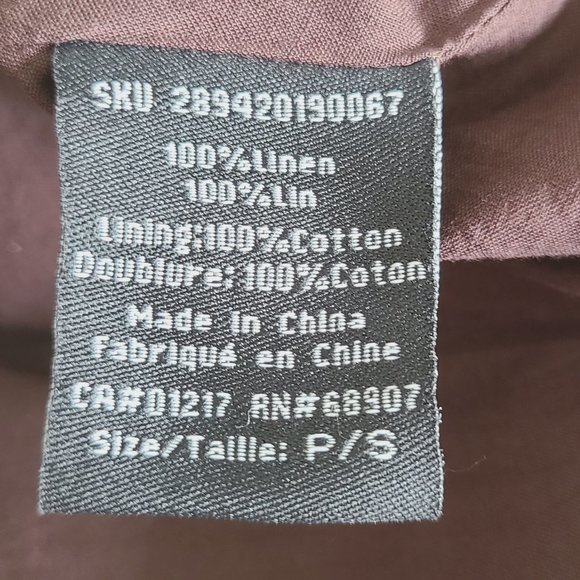 SKU 289420190067
100%Linen
100%Lin
Lining:100%Cotton
Doublure:100%Coton
Made in China
Fabriqué en Chine
CA#01217 RN#68907
Size/Taille: P/S